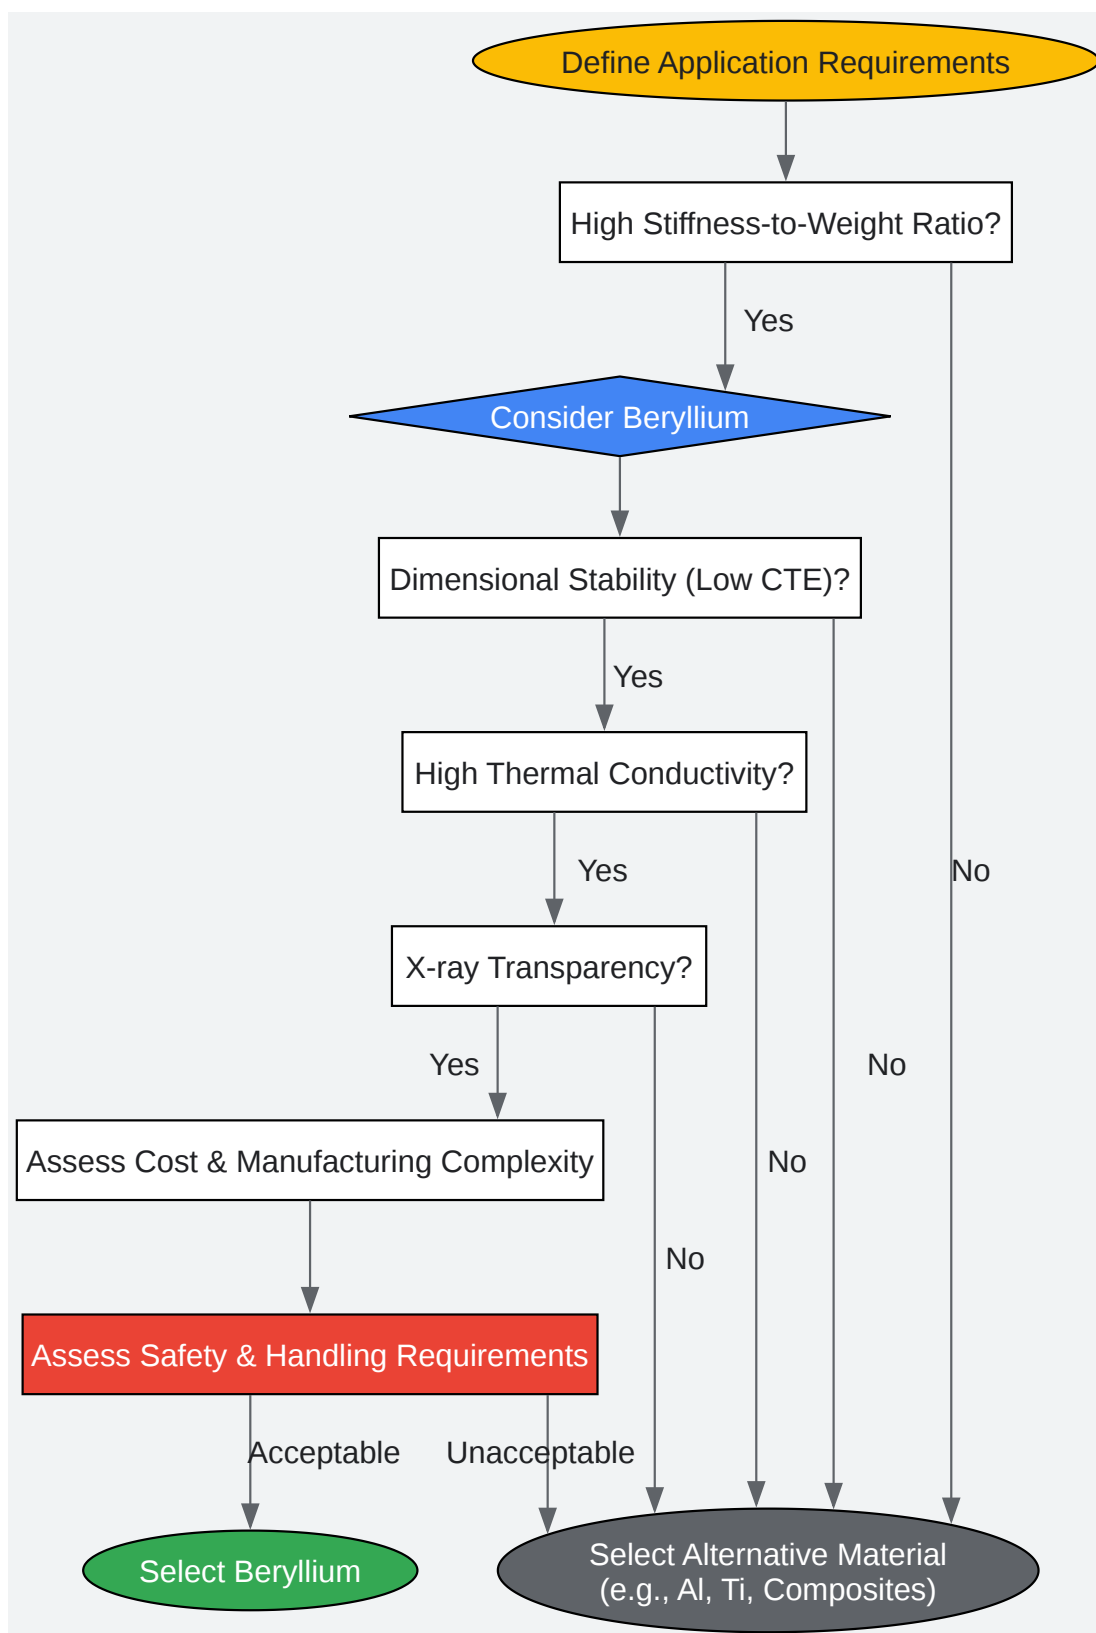 Define Application Requirements
High Stiffness-to-Weight Ratio?
Yes
Consider Beryllium
Dimensional Stability (Low CTE)?
Yes
High Thermal Conductivity?
Yes
No
X-ray Transparency?
Yes
No
Assess Cost & Manufacturing Complexity
No
No
Assess Safety & Handling Requirements
Acceptable
Unacceptable
Select Beryllium
Select Alternative Material
(e.g., Al, Ti, Composites)